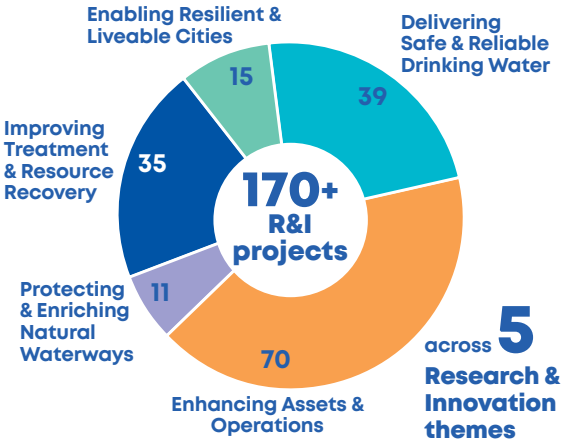 Enabling Resilient &
Liveable Cities
15
Delivering
Safe & Reliable
Drinking Water
39
Improving
Treatment
& Resource
Recovery
35
170+
R&I
projects
Protecting
& Enriching
Natural
Waterways
11
70
Enhancing Assets &
Operations
across 5
Research &
Innovation
themes